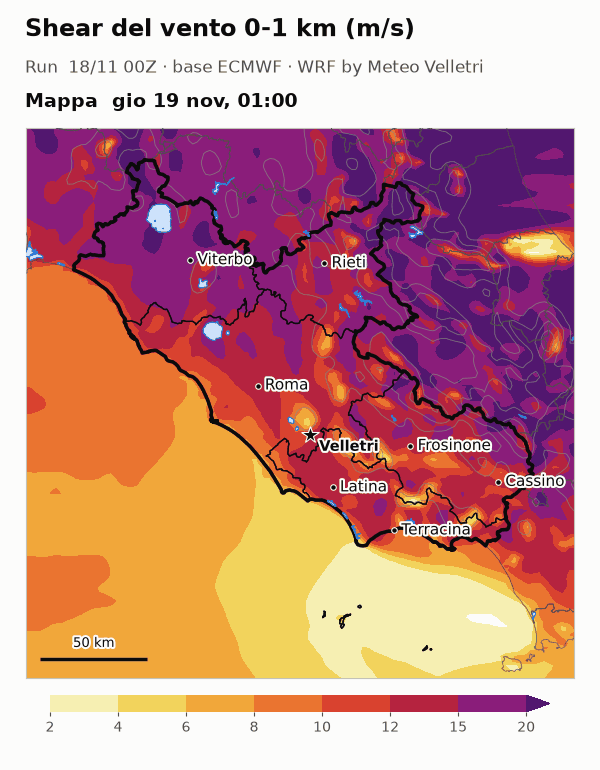 Shear del vento 0-1 km (m/s)
Run  18/11 00Z · base ECMWF · WRF by Meteo Velletri
Mappa  gio 19 nov, 01:00
Viterbo
Rieti
Roma
Velletri
Frosinone
Cassino
Latina
Terracina
50 km
2 4 6 8 10 12 15 20